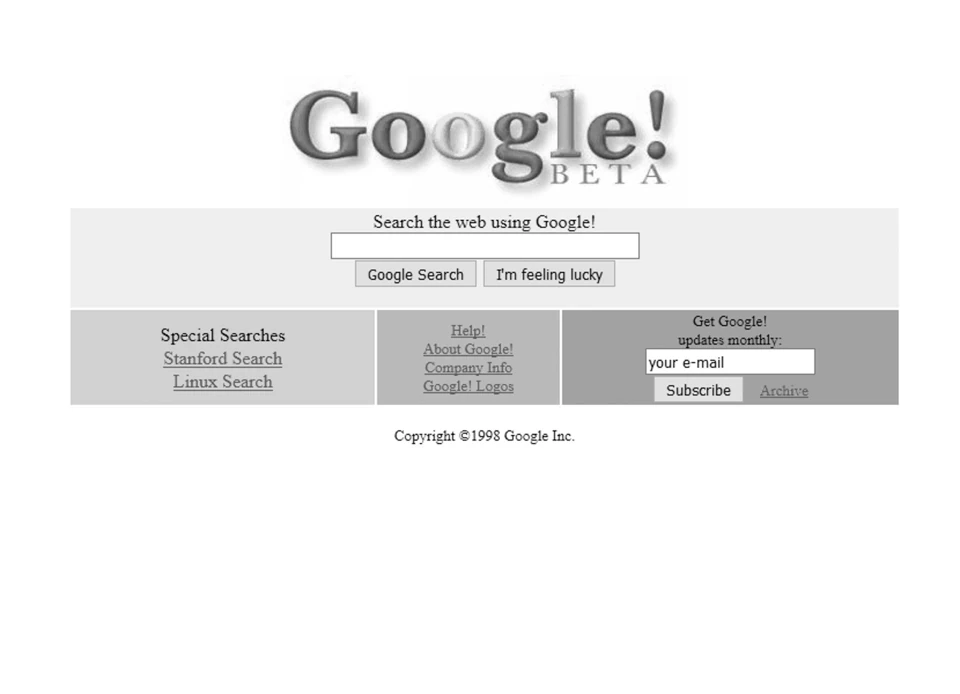 Google!
BETA
Search the web using Google!
Google Search
I'm feeling lucky
Special Searches
Stanford Search
Linux Search
Help!
About Google!
Company Info
Google! Logos
Get Google!
updates monthly:
your e-mail
Subscribe
Archive
Copyright ©1998 Google Inc.